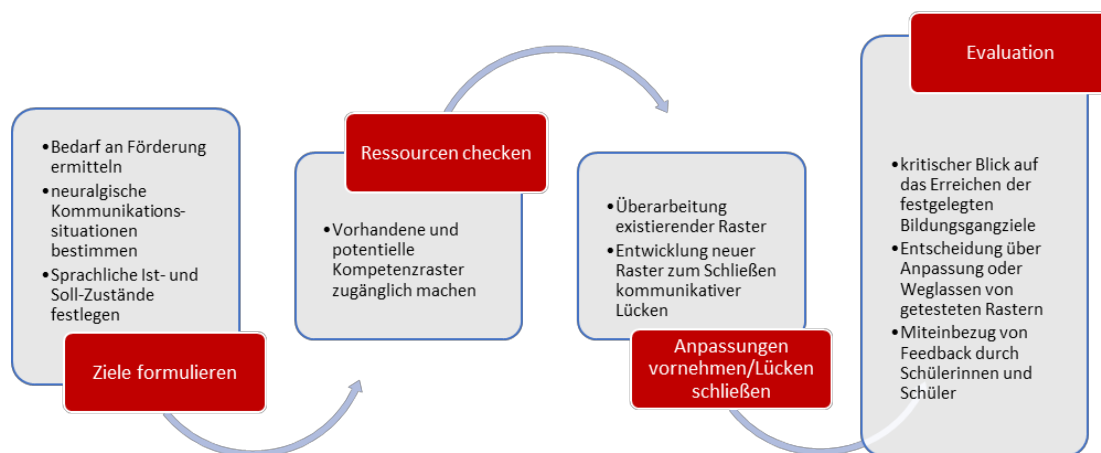 •Bedarf an Förderung
ermitteln
•neuralgische
Kommunikations-
situationen
bestimmen
•Sprachliche Ist- und
Soll-Zustände
festlegen
Ziele formulieren
Ressourcen checken
•Vorhandene und
potentielle
Kompetenzraster
zugänglich machen
•Überarbeitung
existierender Raster
•Entwicklung neuer
Raster zum Schließen
kommunikativer
Lücken
Anpassungen
vornehmen/Lücken
schließen
Evaluation
•kritischer Blick auf
das Erreichen der
festgelegten
Bildungsgangziele
•Entscheidung über
Anpassung oder
Weglassen von
getesteten Rastern
•Miteinbezug von
Feedback durch
Schülerinnen und
Schüler